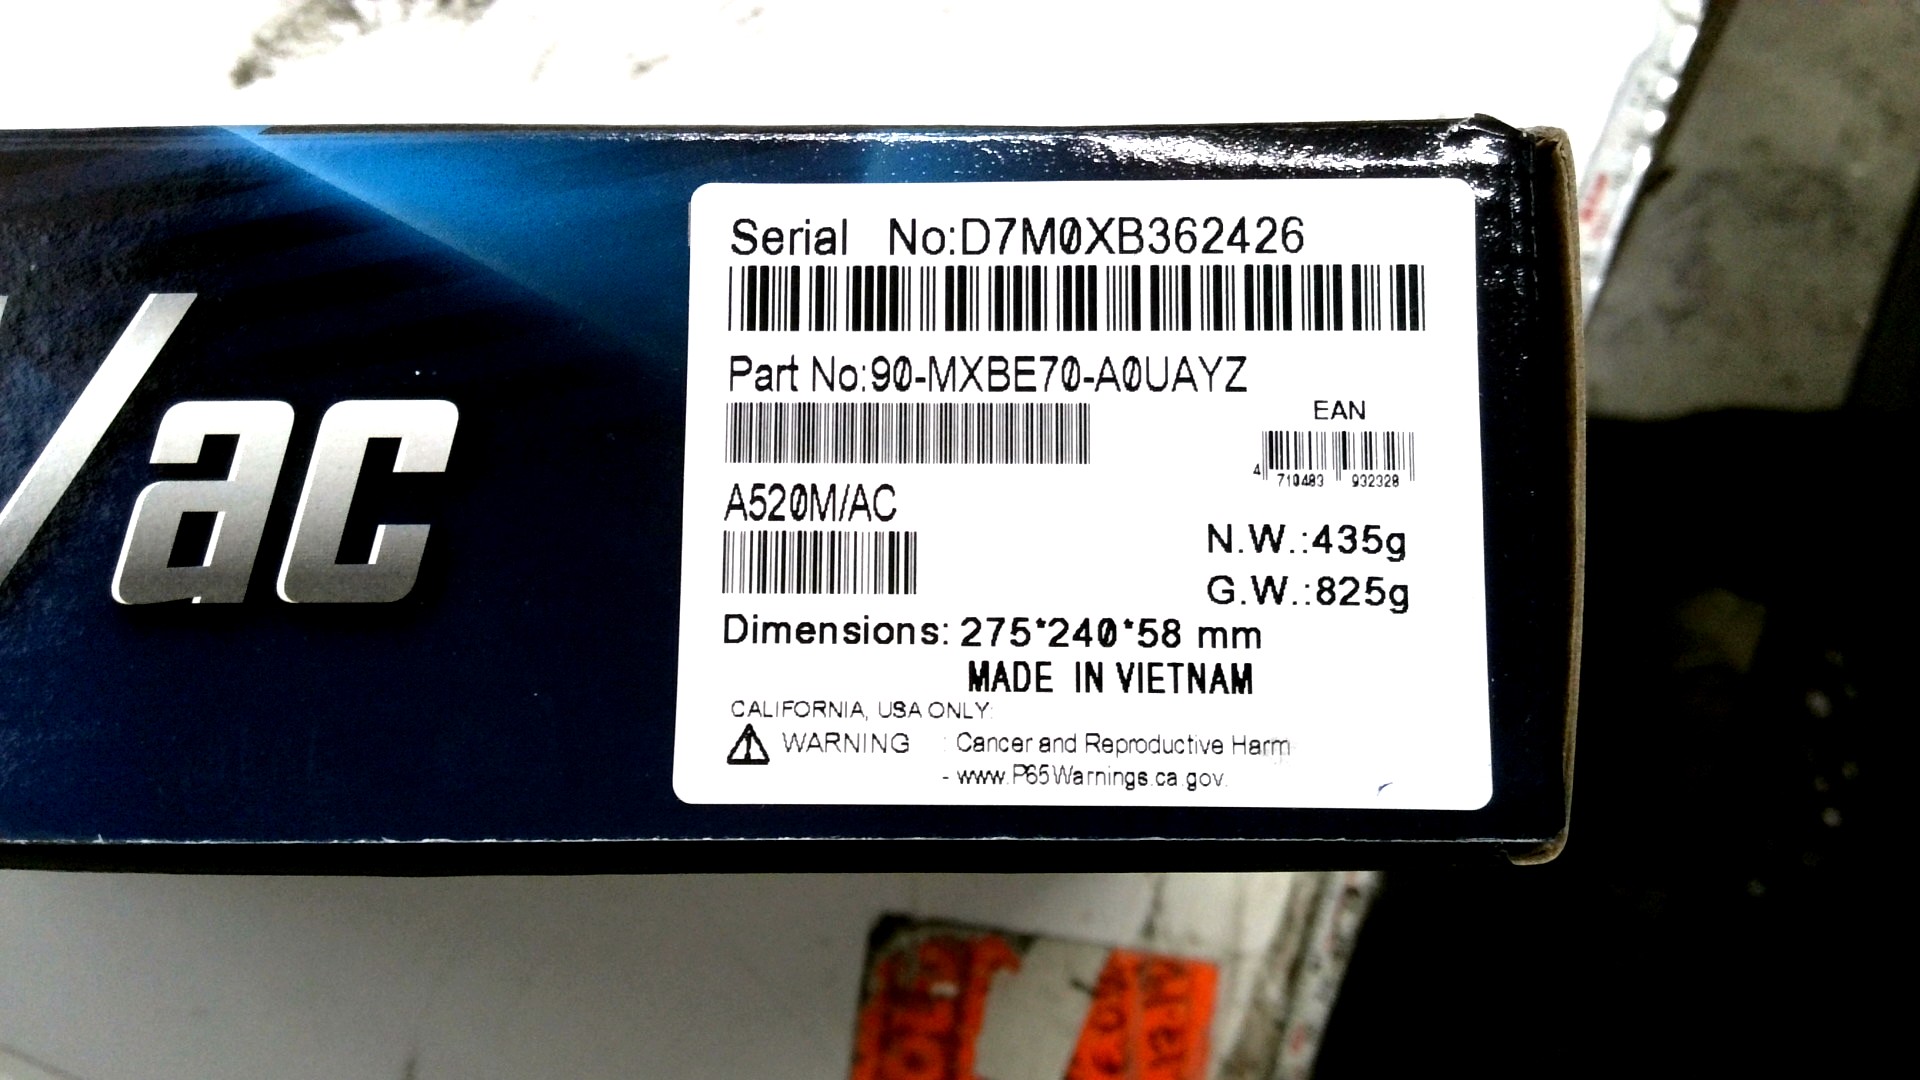 /ac
Serial No:D7M0XB362426
Part No:90-MXBE70-A0UAYZ
EAN
4 710483 932328
A520M/AC
N.W.:435g
G.W.:825g
Dimensions: 275*240*58 mm
MADE IN VIETNAM
CALIFORNIA, USA ONLY:
WARNING : Cancer and Reproductive Harm
- www.P65Warnings.ca.gov.